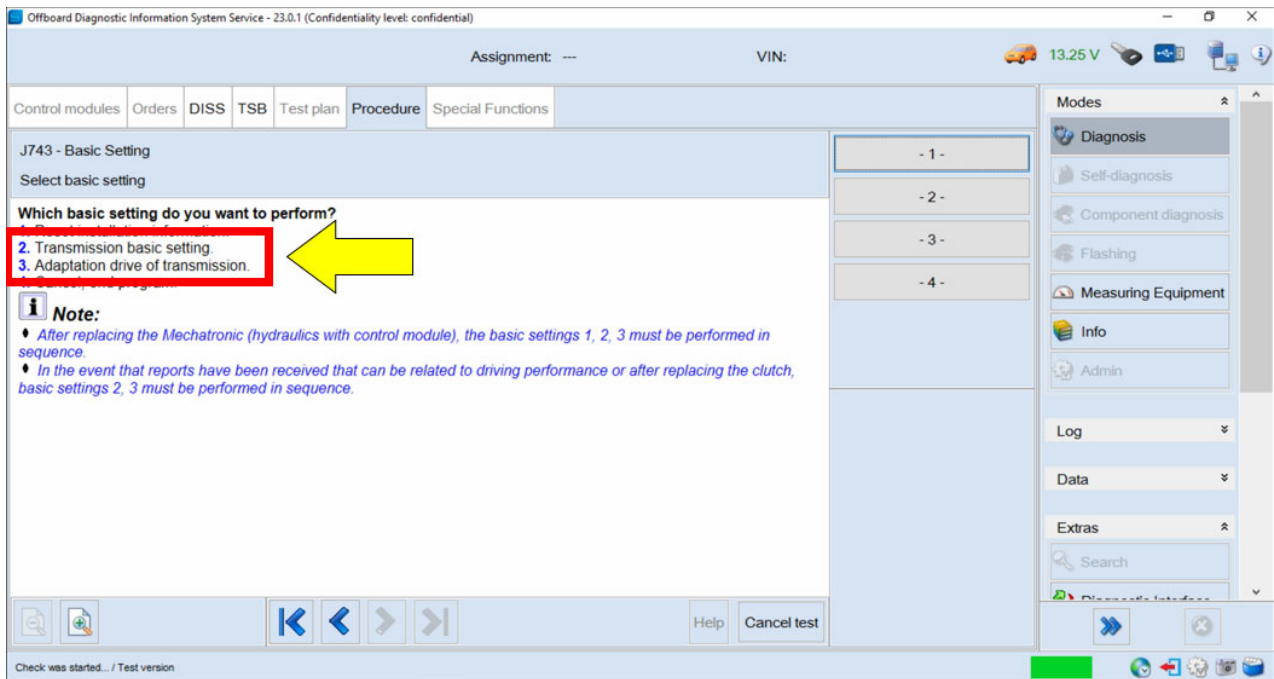 Offboard Diagnostic Information System Service - 23.0.1 (Confidentiality level: confidential)
Assignment: ---
VIN:
13.25 V
Control modules
Orders
DISS
TSB
Test plan
Procedure
Special Functions
J743 - Basic Setting
Select basic setting
Which basic setting do you want to perform?
2. Transmission basic setting.
3. Adaptation drive of transmission.
Note:
After replacing the Mechatronic (hydraulics with control module), the basic settings 1, 2, 3 must be performed in
sequence.
In the event that reports have been received that can be related to driving performance or after replacing the clutch,
basic settings 2, 3 must be performed in sequence.
- 1 -
- 2 -
- 3 -
- 4 -
Modes
Diagnosis
Self-diagnosis
Component diagnosis
Flashing
Measuring Equipment
Info
Admin
Log
Data
Extras
Search
Help
Cancel test
Check was started... / Test version